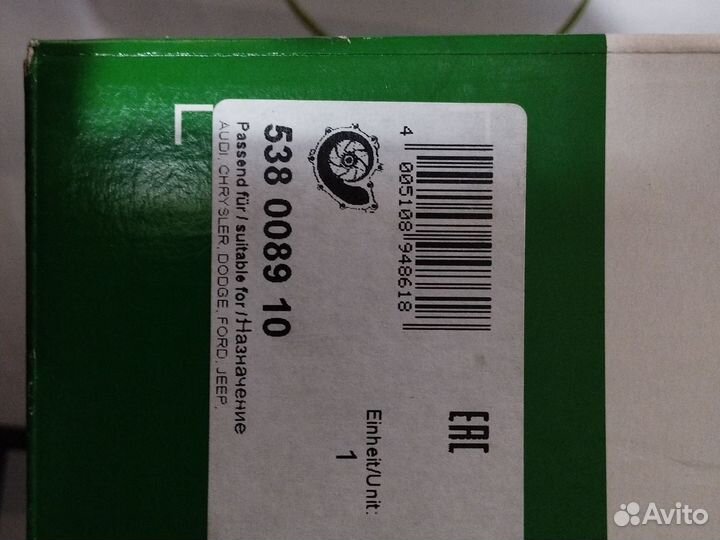 538 0089 10
Passend für / suitable for / Назначение
AUDI, CHRYSLER, DODGE, FORD, JEEP,
4 005108 948618
Einheit/Unit:
1
EAC
Avito